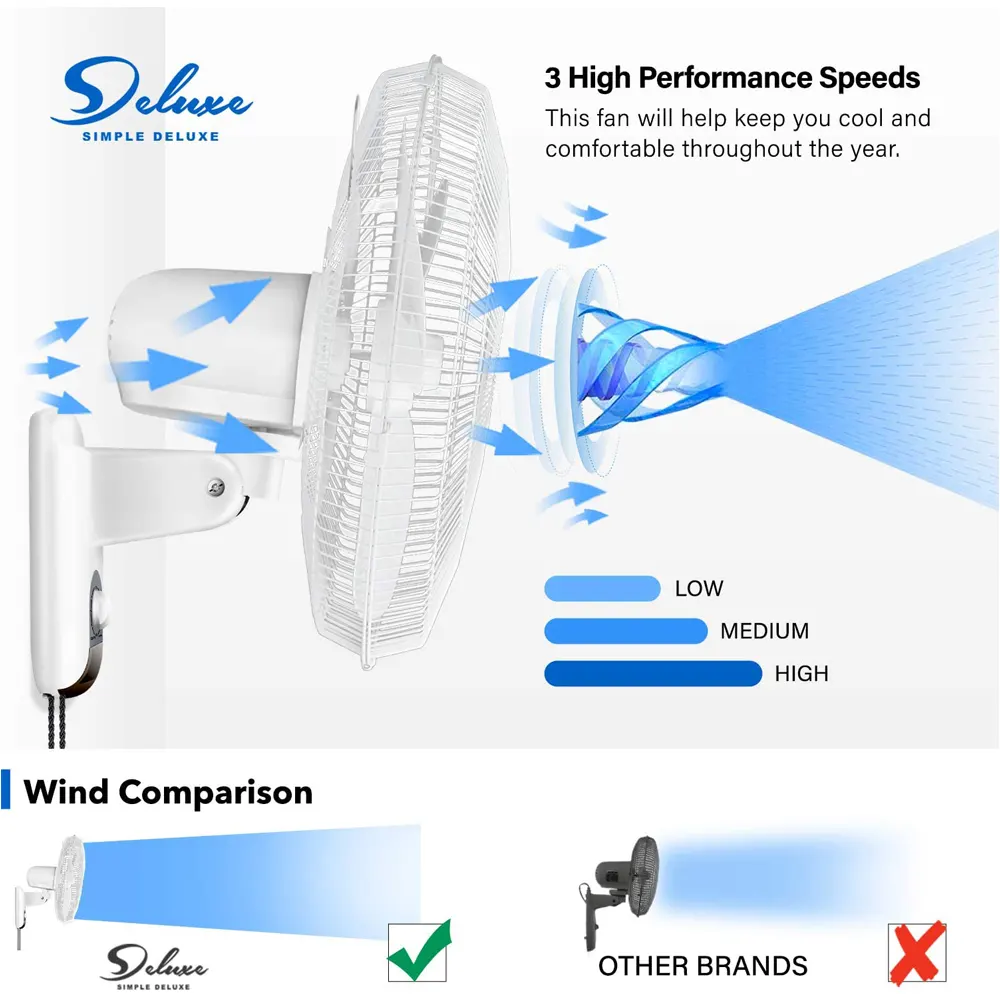 Deluxe
SIMPLE DELUXE
3 High Performance Speeds
This fan will help keep you cool and
comfortable throughout the year.
LOW
MEDIUM
HIGH
Wind Comparison
Deluxe
SIMPLE DELUXE
OTHER BRANDS